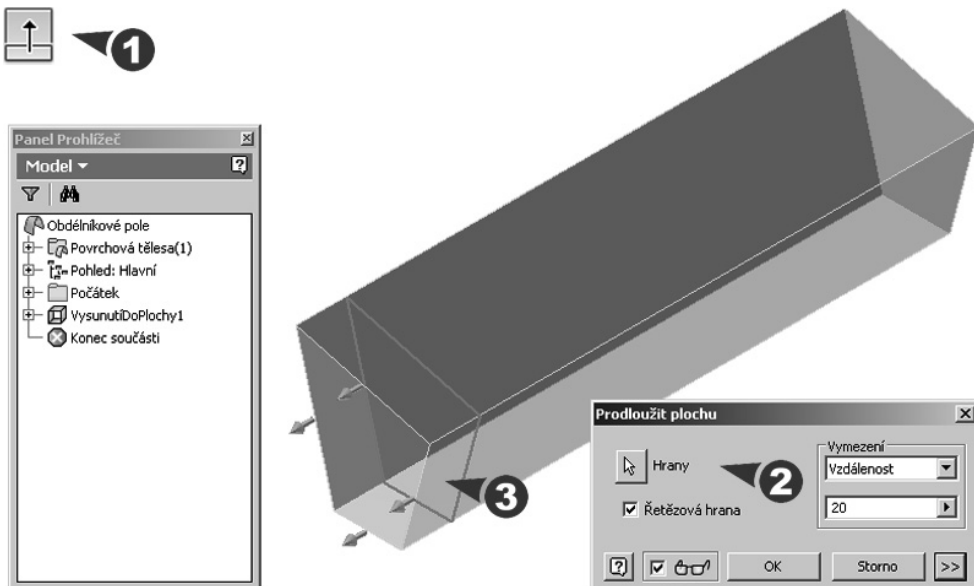 1
Panel Prohlížeč
Model
Obdélníkové pole
Povrchová tělesa(1)
Pohled: Hlavní
Počátek
VysunutíDoPlochy1
Konec součásti
3
Prodloužit plochu
Hrany
2
Řetězová hrana
Vymezení
Vzdálenost
20
OK
Storno
>>